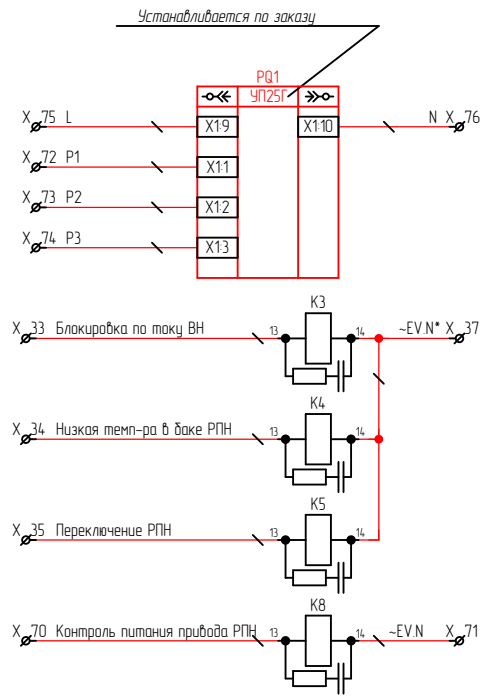 Устанавливается по заказу
PQ1
УП25Г
X 75 L X1:9 X1:10 N X 76
X 72 P1 X1:1
X 73 P2 X1:2
X 74 P3 X1:3
K3
X 33 Блокировка по току ВН 13 14 ~EV.N* X 37
K4
X 34 Низкая темп-ра в баке РПН 13 14
K5
X 35 Переключение РПН 13 14
K8
X 70 Контроль питания привода РПН 13 14 ~EV.N X 71